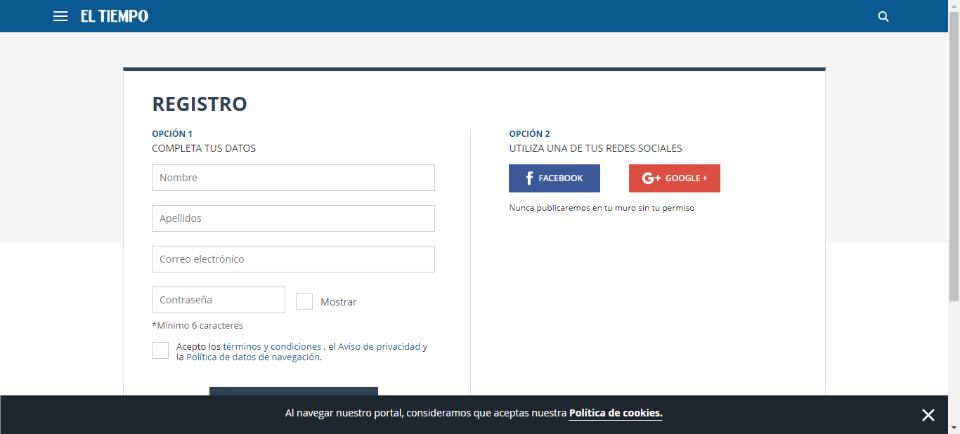 EL TIEMPO
REGISTRO
OPCIÓN 1
COMPLETA TUS DATOS
Nombre
Apellidos
Correo electrónico
Contraseña
Mostrar
*Mínimo 6 caracteres
Acepto los términos y condiciones , el Aviso de privacidad y
la Política de datos de navegación.
OPCIÓN 2
UTILIZA UNA DE TUS REDES SOCIALES
f FACEBOOK
G+ GOOGLE +
Nunca publicaremos en tu muro sin tu permiso
Al navegar nuestro portal, consideramos que aceptas nuestra Política de cookies.